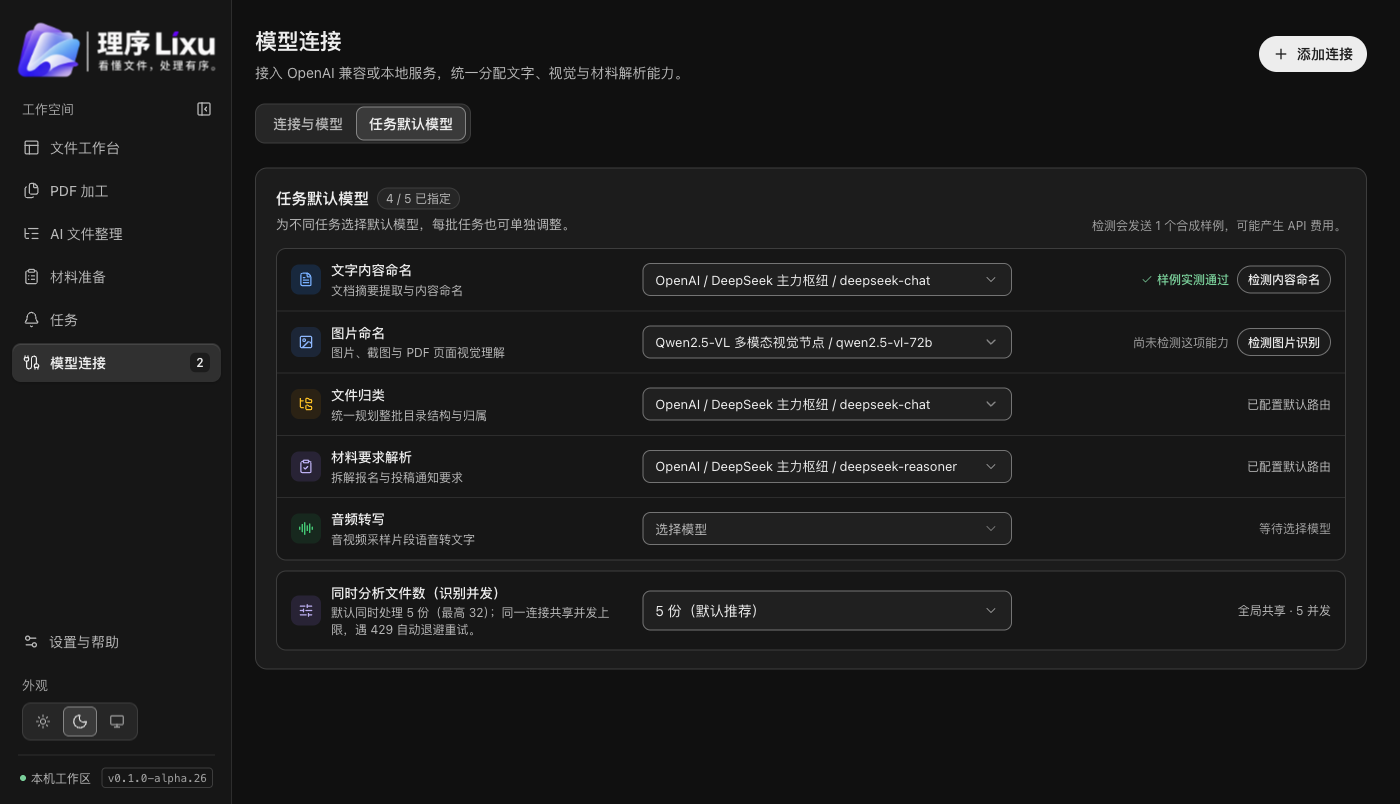 理序 Lixu
看懂文件，处理有序。
工作空间
文件工作台
PDF 加工
AI 文件整理
材料准备
任务
模型连接 2
设置与帮助
外观
本机工作区 v0.1.0-alpha.26
模型连接
接入 OpenAI 兼容或本地服务，统一分配文字、视觉与材料解析能力。
添加连接
连接与模型 任务默认模型
任务默认模型 4 / 5 已指定
为不同任务选择默认模型，每批任务也可单独调整。
检测会发送 1 个合成样例，可能产生 API 费用。
文字内容命名
文档摘要提取与内容命名
OpenAI / DeepSeek 主力枢纽 / deepseek-chat
样例实测通过 检测内容命名
图片命名
图片、截图与 PDF 页面视觉理解
Qwen2.5-VL 多模态视觉节点 / qwen2.5-vl-72b
尚未检测这项能力 检测图片识别
文件归类
统一规划整批目录结构与归属
OpenAI / DeepSeek 主力枢纽 / deepseek-chat
已配置默认路由
材料要求解析
拆解报名与投稿通知要求
OpenAI / DeepSeek 主力枢纽 / deepseek-reasoner
已配置默认路由
音频转写
音视频采样片段语音转文字
选择模型
等待选择模型
同时分析文件数（识别并发）
默认同时处理 5 份（最高 32）；同一连接共享并发上
限，遇 429 自动退避重试。
5 份（默认推荐）
全局共享 · 5 并发